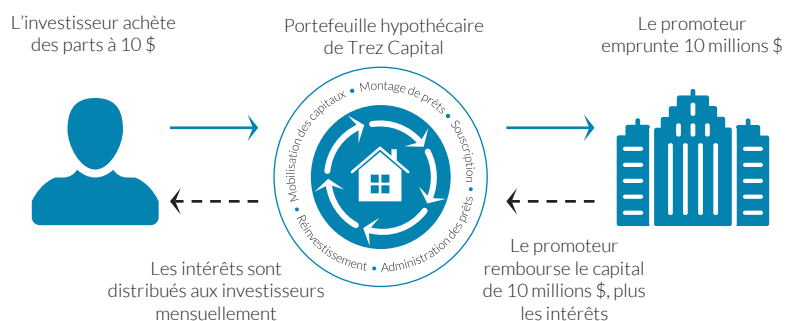 L'investisseur achète
des parts à 10 $
Portefeuille hypothécaire
de Trez Capital
Le promoteur
emprunte 10 millions $
Mobilisation des capitaux • Montage de prêts • Souscription • Administration des prêts • Réinvestissement •
Les intérêts sont
distribués aux investisseurs
mensuellement
Le promoteur
rembourse le capital
de 10 millions $, plus
les intérêts